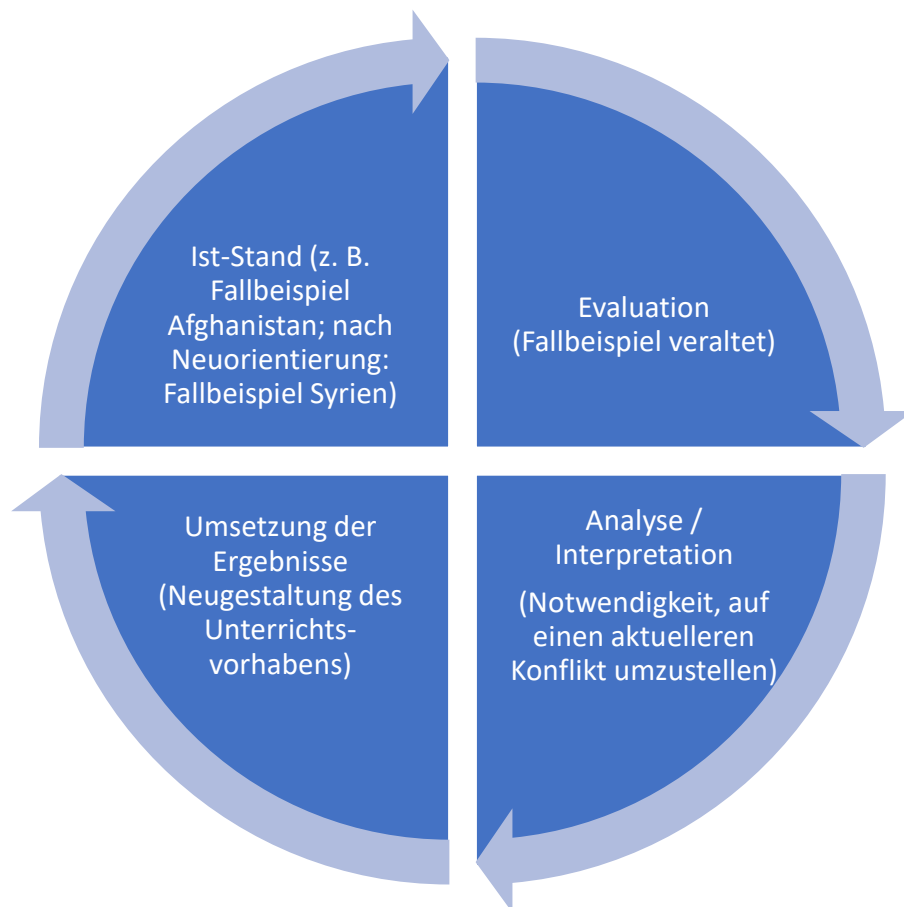 Ist-Stand (z. B.
Fallbeispiel
Afghanistan; nach
Neuorientierung:
Fallbeispiel Syrien)
Evaluation
(Fallbeispiel veraltet)
Umsetzung der
Ergebnisse
(Neugestaltung des
Unterrichts-
vorhabens)
Analyse /
Interpretation
(Notwendigkeit, auf
einen aktuelleren
Konflikt umzustellen)